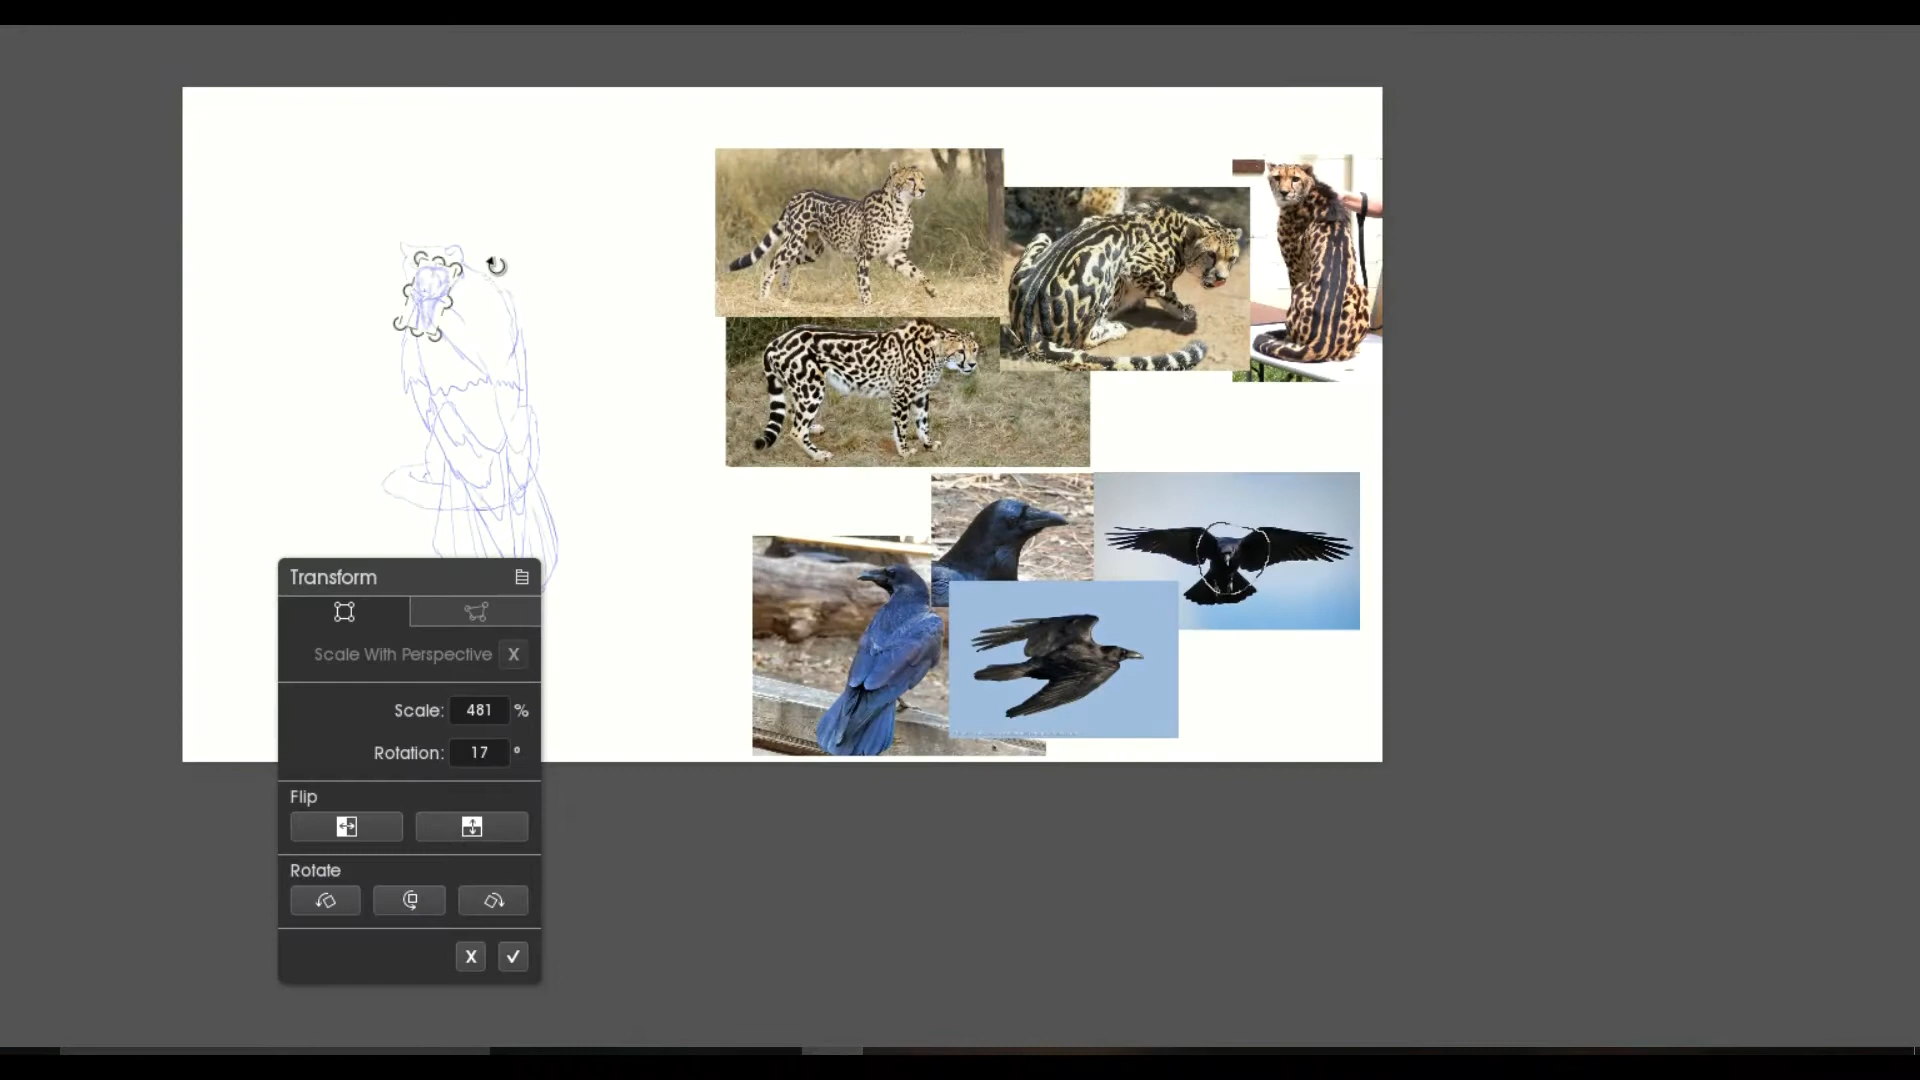 Transform
Scale With Perspective X
Scale: 481 %
Rotation: 17 °
Flip
Rotate
X